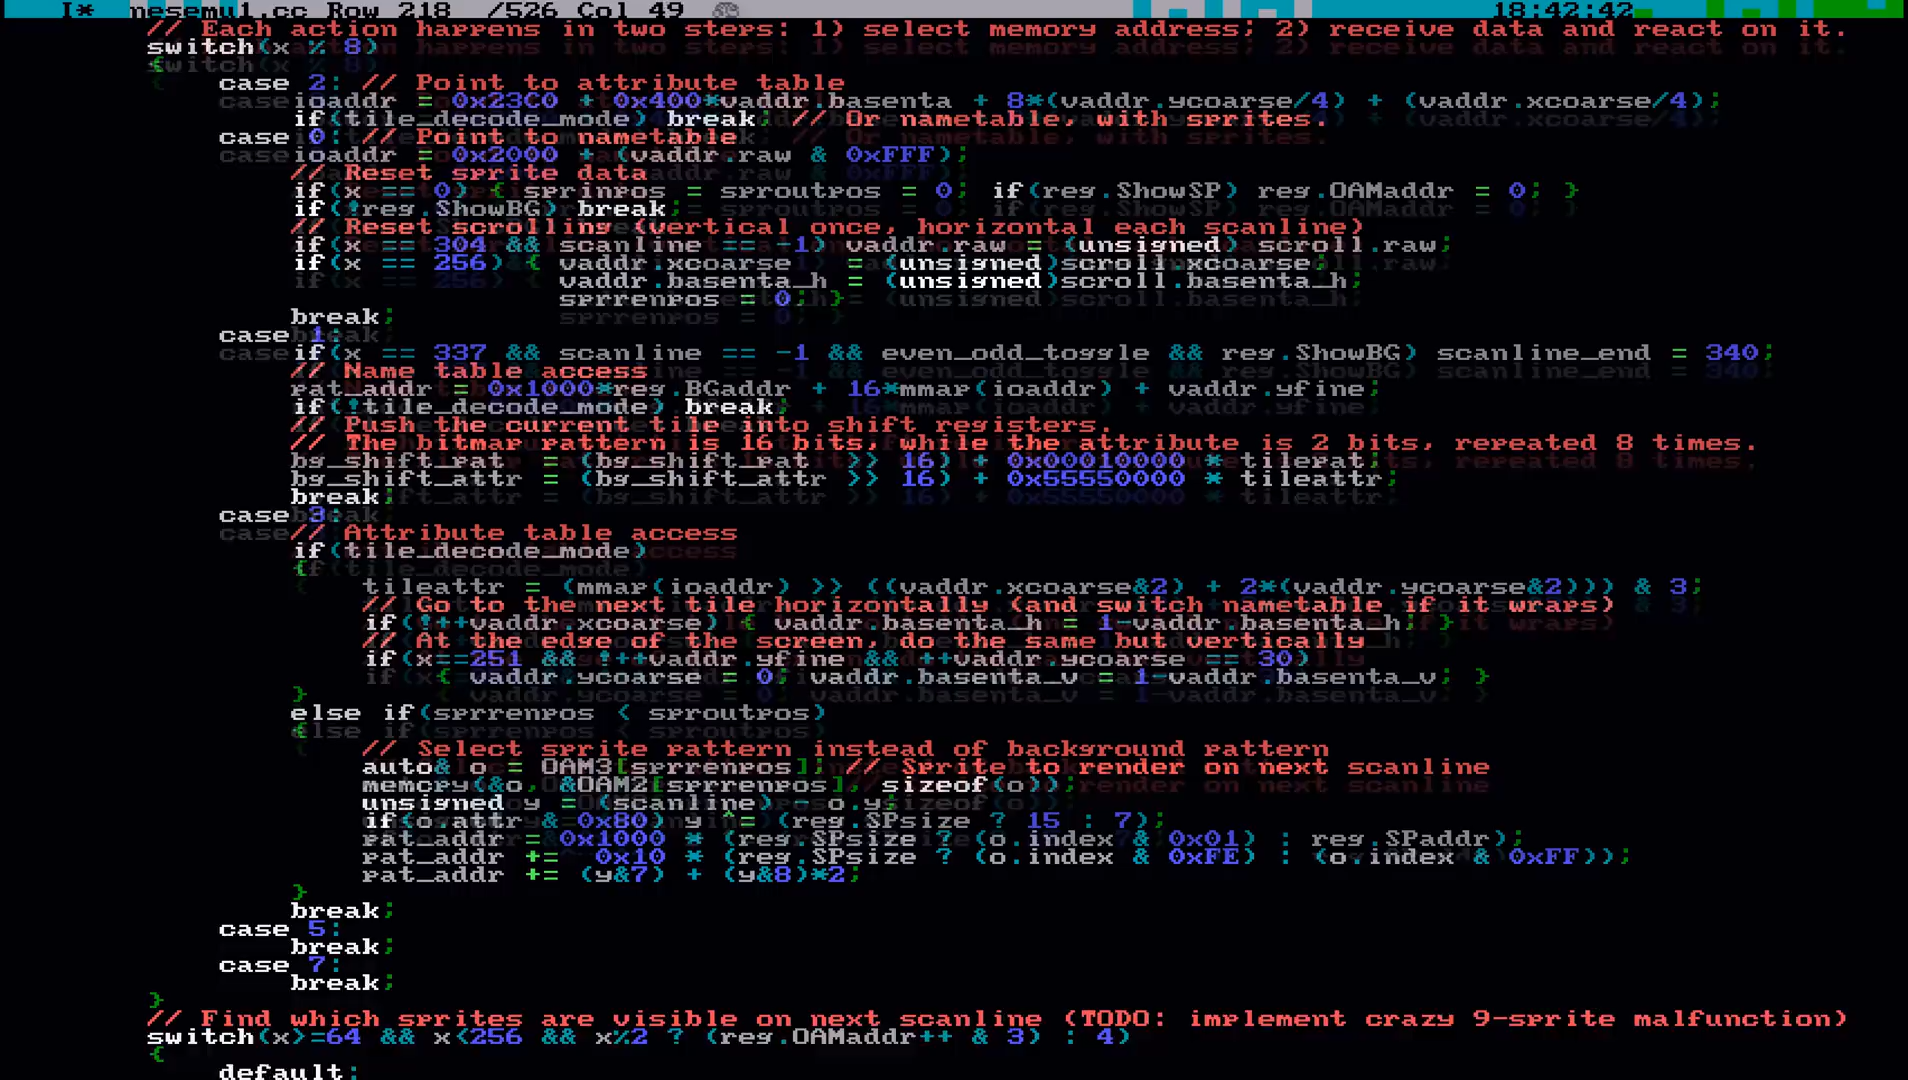 I* nesemu1.cc Row 218 /526 Col 49 18:42:42
// Each action happens in two steps: 1) select memory address; 2) receive data and react on it.
switch(x % 8)
{
case 2: // Point to attribute table
ioaddr = 0x23C0 + 0x400*vaddr.basenta + 8*(vaddr.ycoarse/4) + (vaddr.xcoarse/4);
if(tile_decode_mode) break; // Or nametable, with sprites.
case 0: // Point to nametable
ioaddr = 0x2000 + (vaddr.raw & 0xFFF);
// Reset sprite data
if(x == 0) { sprinpos = sproutpos = 0; if(reg.ShowSP) reg.OAMaddr = 0; }
if(!reg.ShowBG) break;
// Reset scrolling (vertical once, horizontal each scanline)
if(x == 304 && scanline == -1) vaddr.raw = (unsigned) scroll.raw;
if(x == 256) { vaddr.xcoarse = (unsigned)scroll.xcoarse;
vaddr.basenta_h = (unsigned)scroll.basenta_h;
sprrenpos = 0; }
break;
case 1:
if(x == 337 && scanline == -1 && even_odd_toggle && reg.ShowBG) scanline_end = 340;
// Name table access
pat_addr = 0x1000*reg.BGaddr + 16*mmap(ioaddr) + vaddr.yfine;
if(!tile_decode_mode) break;
// Push the current tile into shift registers.
// The bitmap pattern is 16 bits, while the attribute is 2 bits, repeated 8 times.
bg_shift_pat = (bg_shift_pat >> 16) + 0x00010000 * tilepat;
bg_shift_attr = (bg_shift_attr >> 16) + 0x55550000 * tileattr;
break;
case 3:
// Attribute table access
if(tile_decode_mode)
{
tileattr = (mmap(ioaddr) >> ((vaddr.xcoarse&2) + 2*(vaddr.ycoarse&2))) & 3;
// Go to the next tile horizontally (and switch nametable if it wraps)
if(!++vaddr.xcoarse) { vaddr.basenta_h = 1-vaddr.basenta_h; }
// At the edge of the screen, do the same but vertically
if(x==251 && !++vaddr.yfine && ++vaddr.ycoarse == 30)
{ vaddr.ycoarse = 0; vaddr.basenta_v = 1-vaddr.basenta_v; }
}
else if(sprrenpos < sproutpos)
{
// Select sprite pattern instead of background pattern
auto& o = OAM3[sprrenpos]; // Sprite to render on next scanline
memcpy(&o, &OAM2[sprrenpos], sizeof(o));
unsigned y = (scanline) - o.y;
if(o.attr & 0x80) y ^= (reg.SPsize ? 15 : 7);
pat_addr = 0x1000 * (reg.SPsize ? (o.index & 0x01) : reg.SPaddr);
pat_addr += 0x10 * (reg.SPsize ? (o.index & 0xFE) : (o.index & 0xFF));
pat_addr += (y&7) + (y&8)*2;
}
break;
case 5:
break;
case 7:
break;
}
// Find which sprites are visible on next scanline (TODO: implement crazy 9-sprite malfunction)
switch(x>=64 && x<256 && x%2 ? (reg.OAMaddr++ & 3) : 4)
{
default: